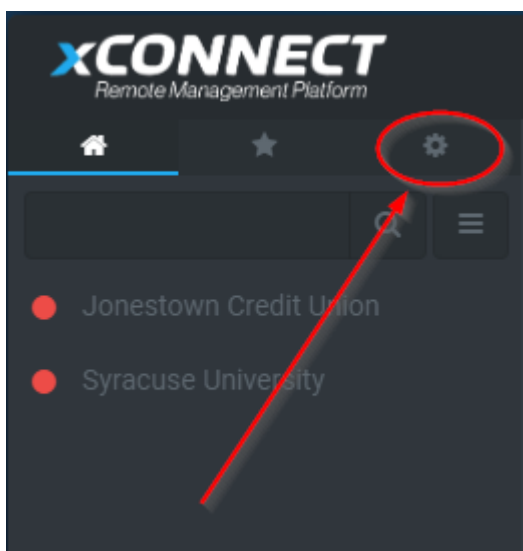 xCONNECT
Remote Management Platform
Jonestown Credit Union
Syracuse University